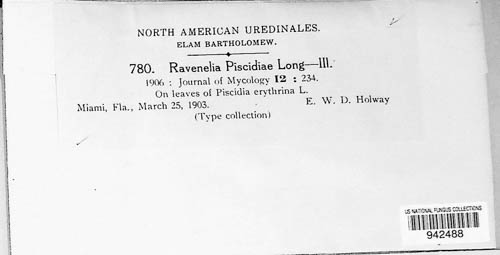 NORTH AMERICAN UREDINALES.
ELAM BARTHOLOMEW.
780. Ravenelia Piscidiae Long—III.
1906 : Journal of Mycology 12 : 234.
On leaves of Piscidia erythrina L.
Miami, Fla., March 25, 1903. E. W. D. Holway
(Type collection)
US NATIONAL FUNGUS COLLECTIONS
942488